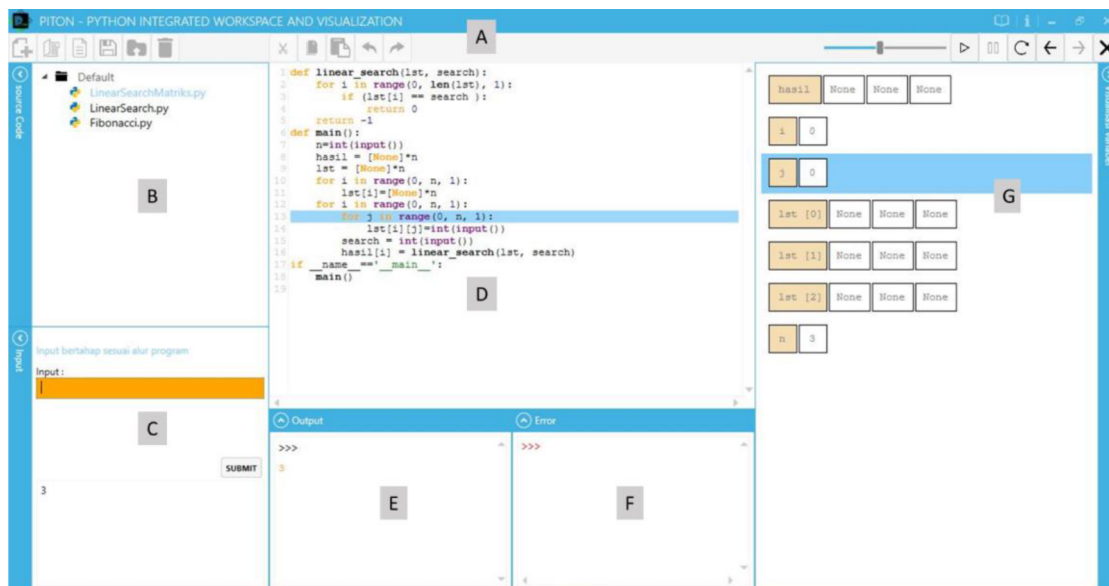 PITON - PYTHON INTEGRATED WORKSPACE AND VISUALIZATION
A
source Code
Default
LinearSearchMatriks.py
LinearSearch.py
Fibonacci.py
B
Input
Input bertahap sesuai alur program
Input :
C
SUBMIT
3
1 def linear_search(lst, search):
2 for i in range(0, len(lst), 1):
3 if (lst[i] == search ):
4 return 0
5 return -1
6 def main():
7 n=int(input())
8 hasil = [None]*n
9 lst = [None]*n
10 for i in range(0, n, 1):
11 lst[i]=[None]*n
12 for i in range(0, n, 1):
13 for j in range(0, n, 1):
14 lst[i][j]=int(input())
15 search = int(input())
16 hasil[i] = linear_search(lst, search)
17 if __name__=='__main__':
18 main()
19
D
Output
>>>
3
E
Error
>>>
F
hasil None None None
i 0
j 0
G
lst [0] None None None
lst [1] None None None
lst [2] None None None
n 3